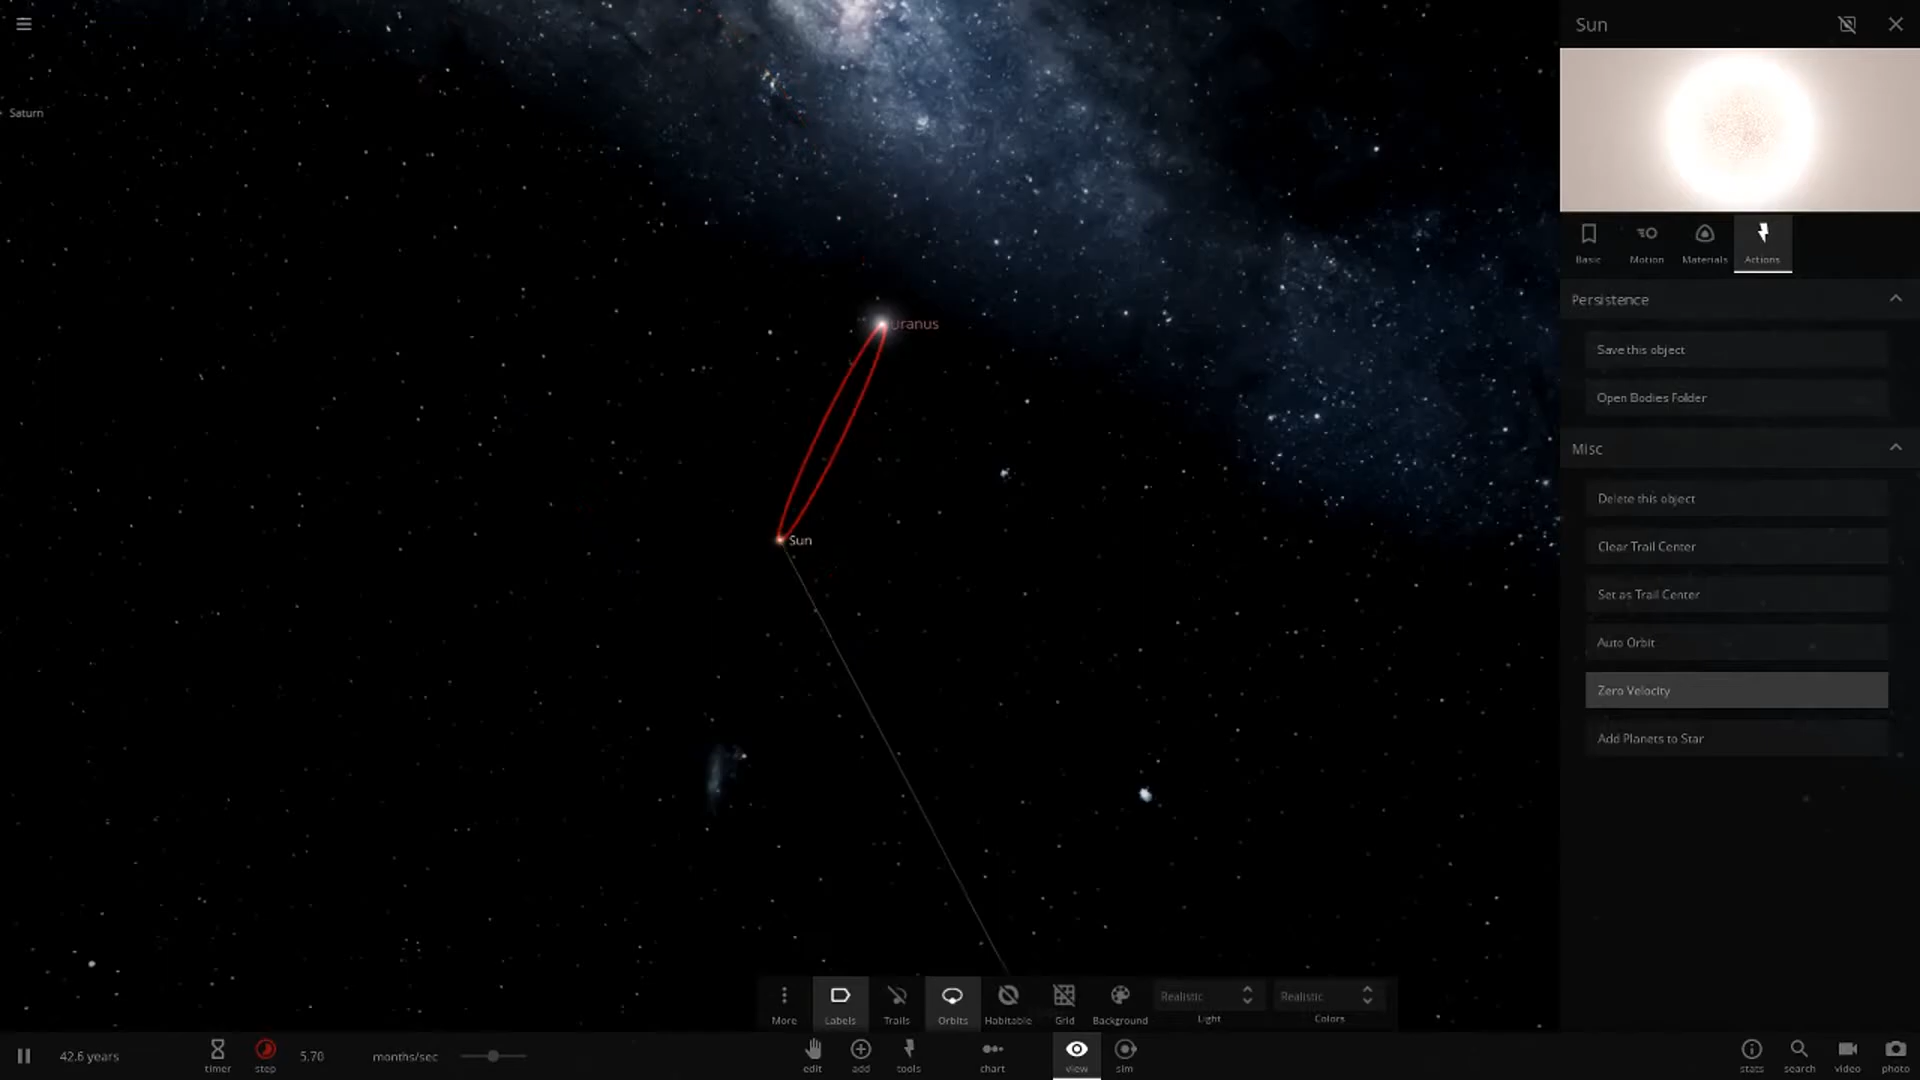 Sun
Saturn
Uranus
Sun
Basic
Motion
Materials
Actions
Persistence
Save this object
Open Bodies Folder
Misc
Delete this object
Clear Trail Center
Set as Trail Center
Auto Orbit
Zero Velocity
Add Planets to Star
Realistic
Realistic
More
Labels
Trails
Orbits
Habitable
Grid
Background
Light
Colors
42.6 years
timer
step
5.70
months/sec
edit
add
tools
chart
view
sim
stats
search
video
photo